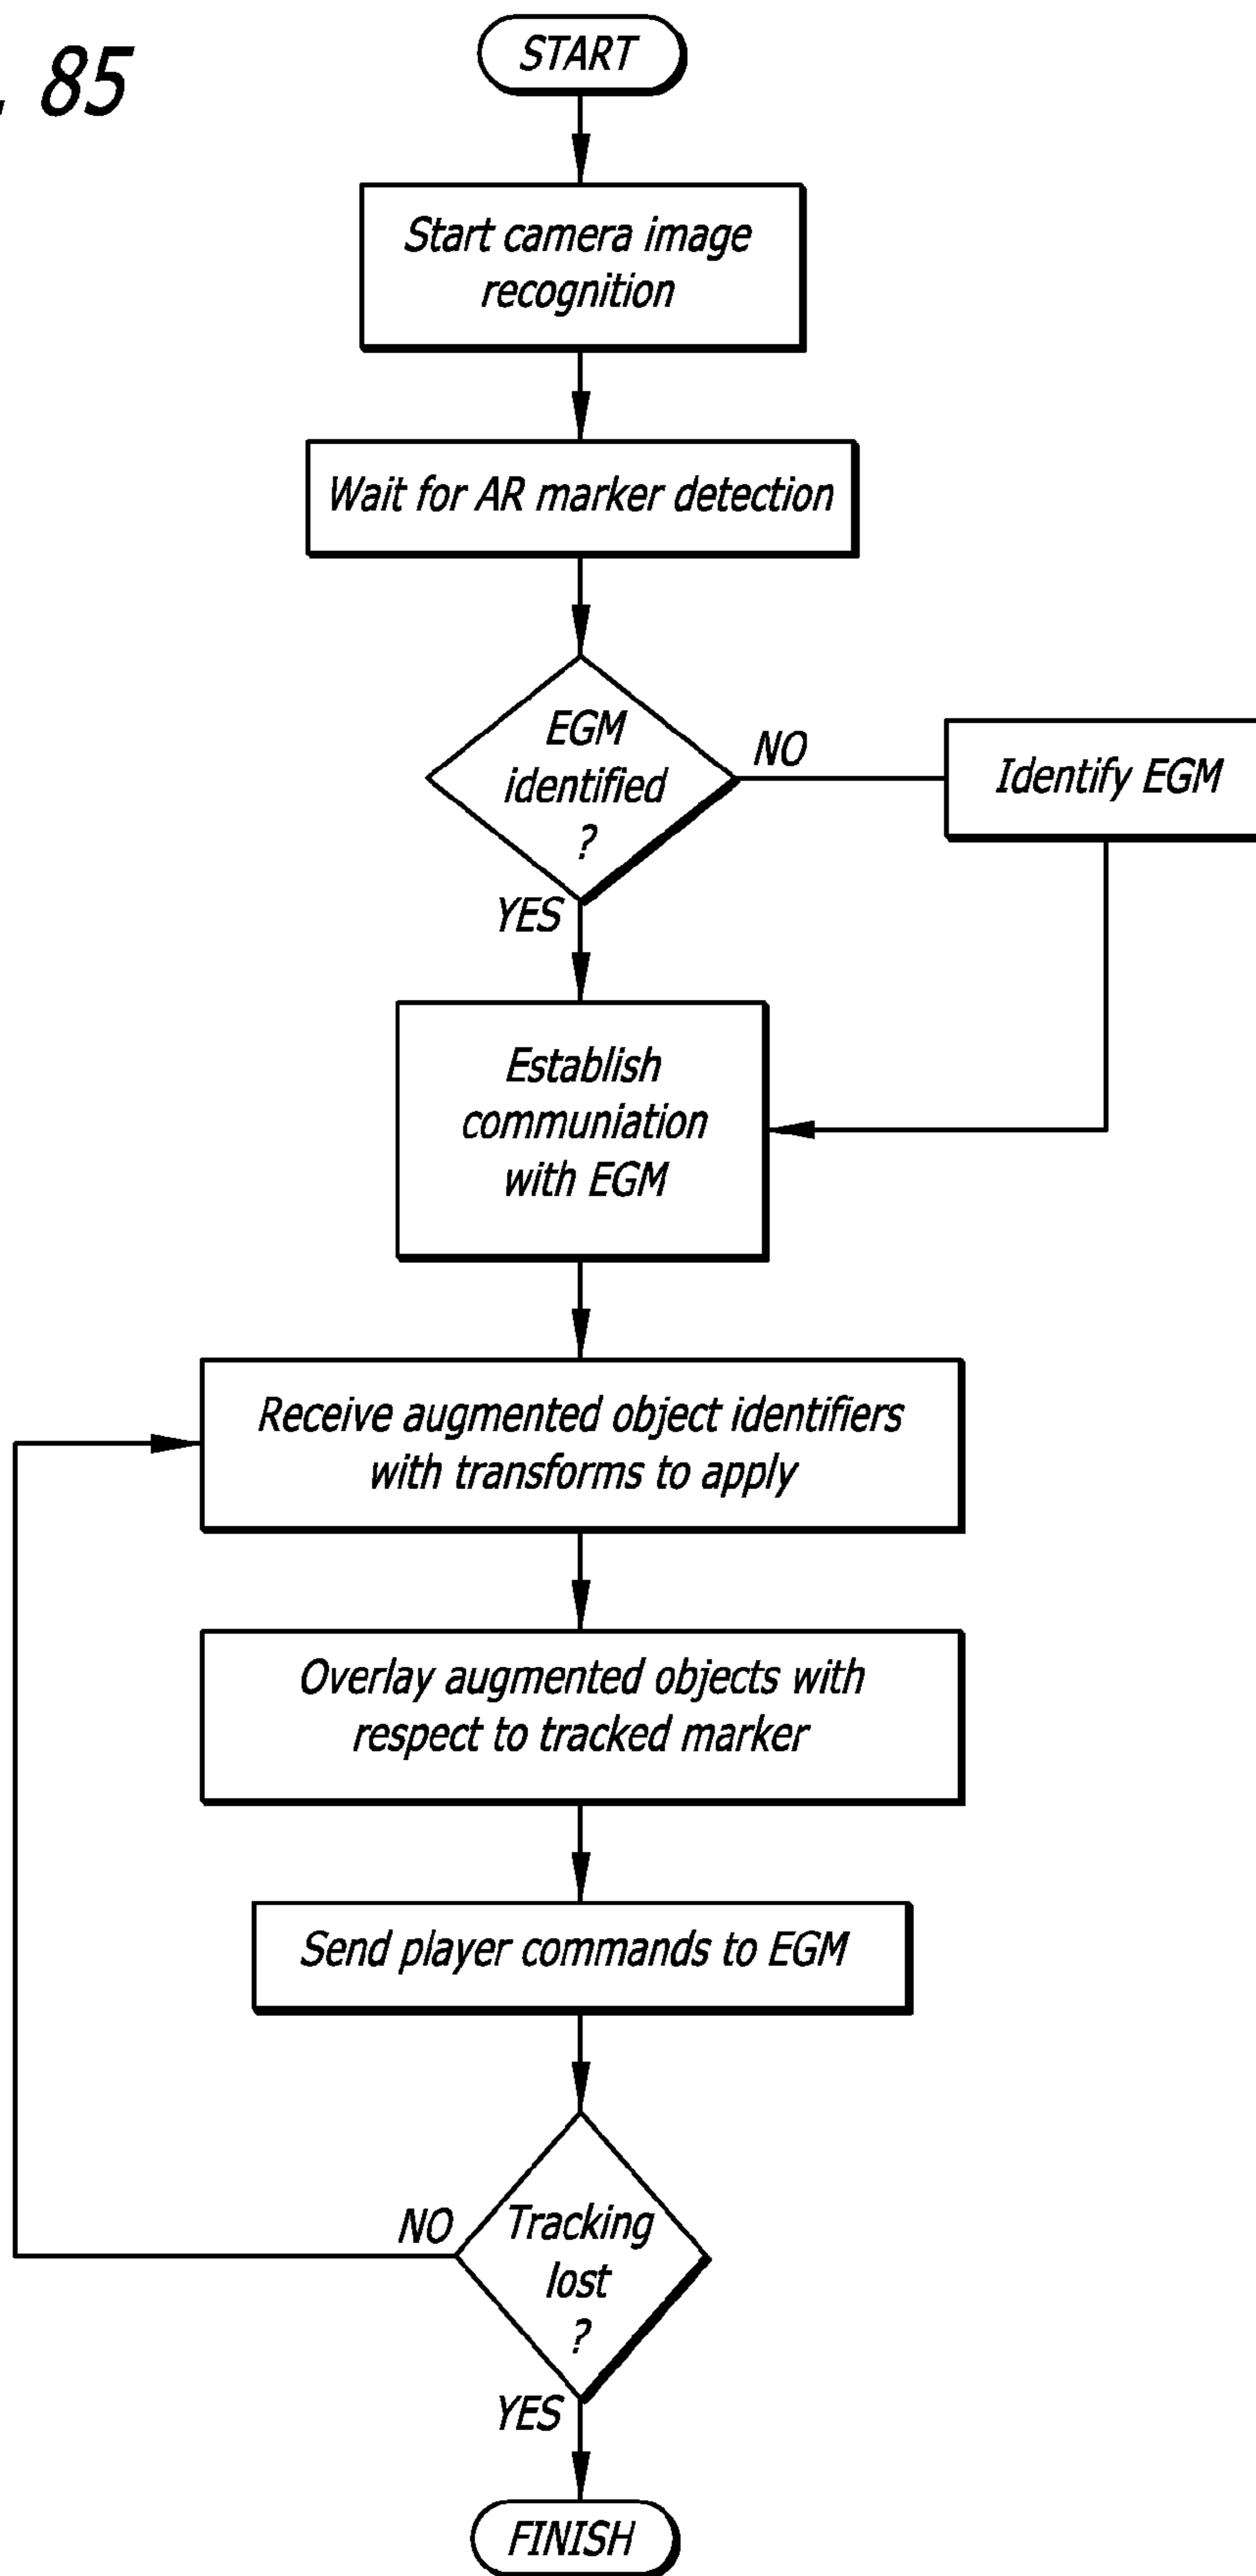 . 85
START
Start camera image
recognition
Wait for AR marker detection
EGM
identified
?
NO
Identify EGM
YES
Establish
communiation
with EGM
Receive augmented object identifiers
with transforms to apply
Overlay augmented objects with
respect to tracked marker
Send player commands to EGM
NO
Tracking
lost
?
YES
FINISH